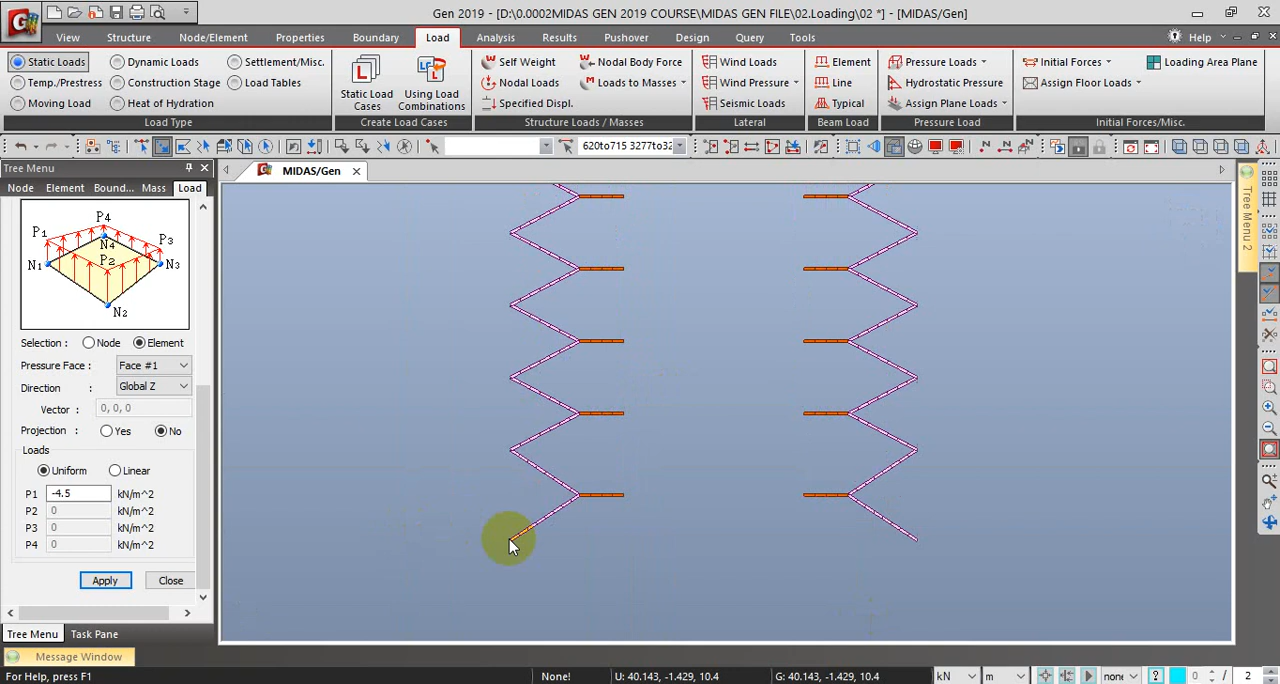 Gen 2019 - [D:\0.0002MIDAS GEN 2019 COURSE\MIDAS GEN FILE\02.Loading\02 *] - [MIDAS/Gen]
View Structure Node/Element Properties Boundary Load Analysis Results Pushover Design Query Tools Help
Static Loads Dynamic Loads Settlement/Misc. Self Weight Nodal Body Force Wind Loads Element Pressure Loads Initial Forces Loading Area Plane
Temp./Prestress Construction Stage Load Tables Static Load Cases Using Load Combinations Nodal Loads Loads to Masses Wind Pressure Line Hydrostatic Pressure Assign Floor Loads
Moving Load Heat of Hydration Specified Displ. Seismic Loads Typical Assign Plane Loads
Load Type Create Load Cases Structure Loads / Masses Lateral Beam Load Pressure Load Initial Forces/Misc.
620to715 3277to32
Tree Menu MIDAS/Gen
Node Element Bound... Mass Load
Tree Menu 2
P4
P1 P3
N4
N1 P2 N3
N2
Selection : Node Element
Pressure Face : Face #1
Direction : Global Z
Vector : 0, 0, 0
Projection : Yes No
Loads
Uniform Linear
P1 -4.5 kN/m^2
P2 0 kN/m^2
P3 0 kN/m^2
P4 0 kN/m^2
Apply Close
Tree Menu Task Pane
Message Window
For Help, press F1 None! U: 40.143, -1.429, 10.4 G: 40.143, -1.429, 10.4 kN m non 0 / 2